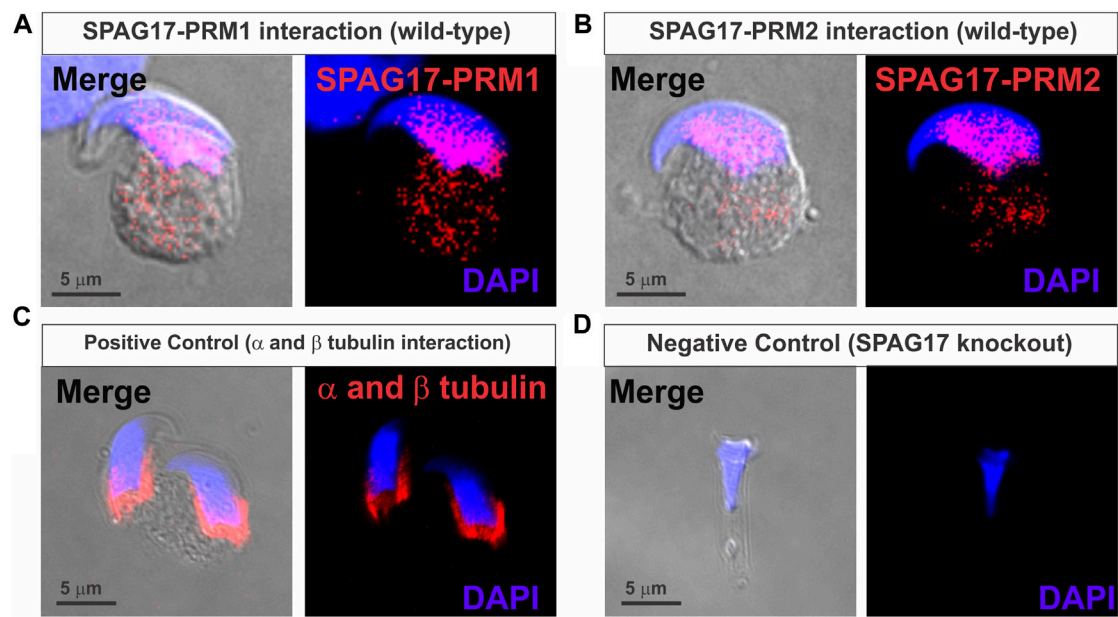 A
SPAG17-PRM1 interaction (wild-type)
Merge
SPAG17-PRM1
DAPI
5 μm
B
SPAG17-PRM2 interaction (wild-type)
Merge
SPAG17-PRM2
DAPI
5 μm
C
Positive Control (α and β tubulin interaction)
Merge
α and β tubulin
DAPI
5 μm
D
Negative Control (SPAG17 knockout)
Merge
DAPI
5 μm